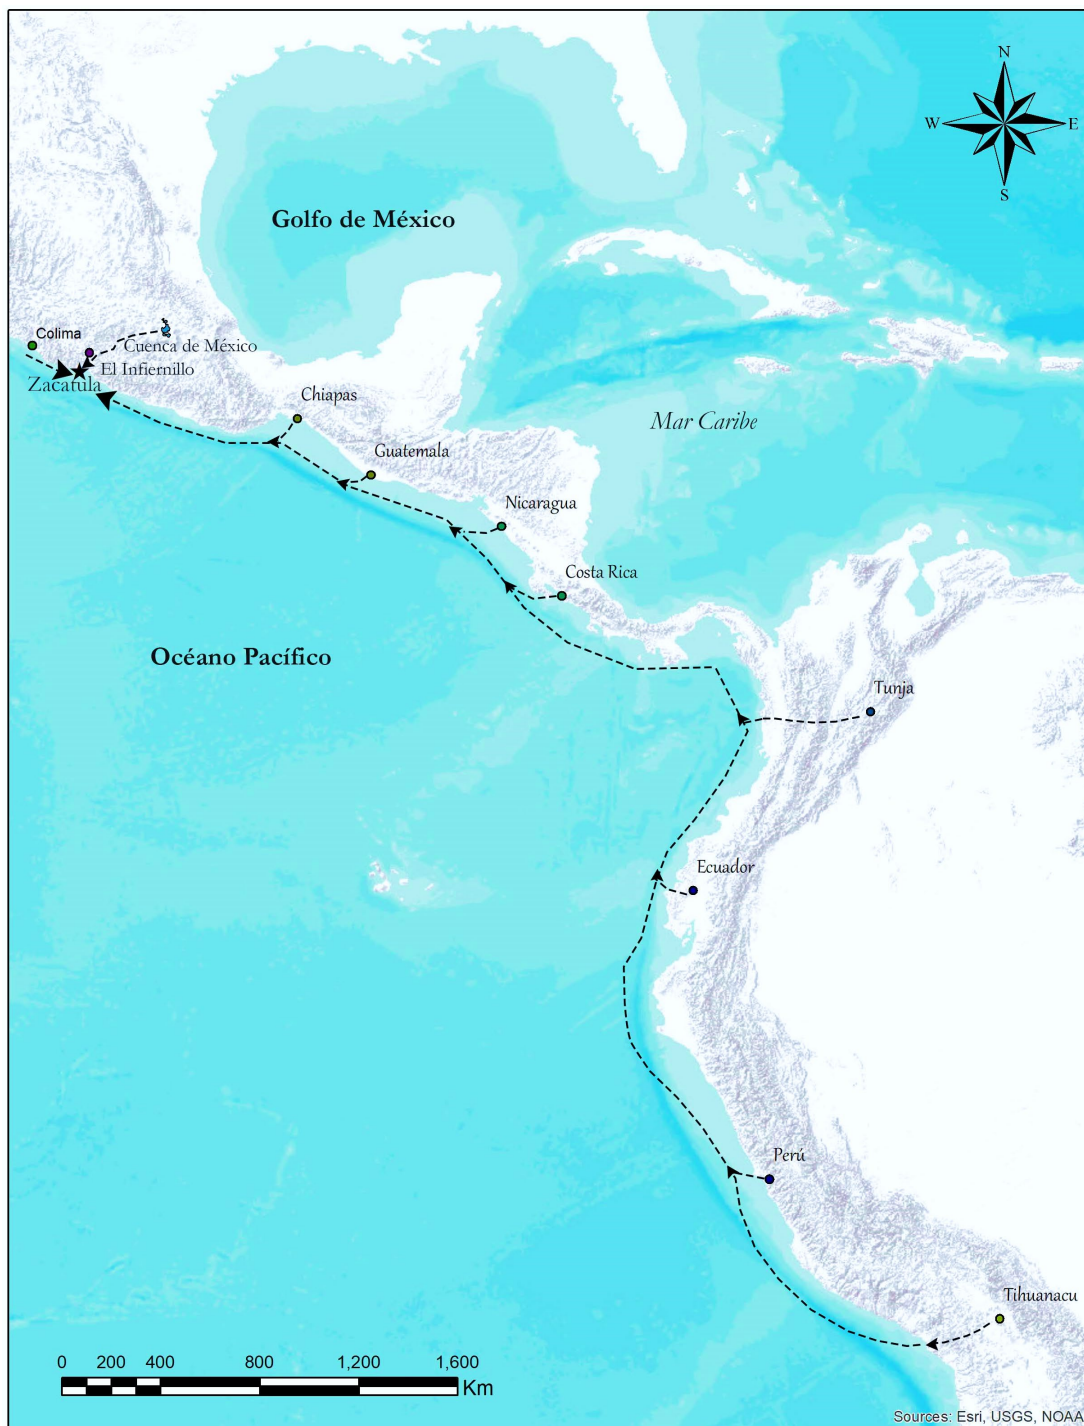 N
W E
S
Golfo de México
Colima
Cuenca de México
El Infiernillo
Zacatula
Chiapas
Mar Caribe
Guatemala
Nicaragua
Costa Rica
Océano Pacífico
Tunja
Ecuador
Perú
Tihuanacu
0 200 400 800 1,200 1,600
Km
Sources: Esri, USGS, NOAA